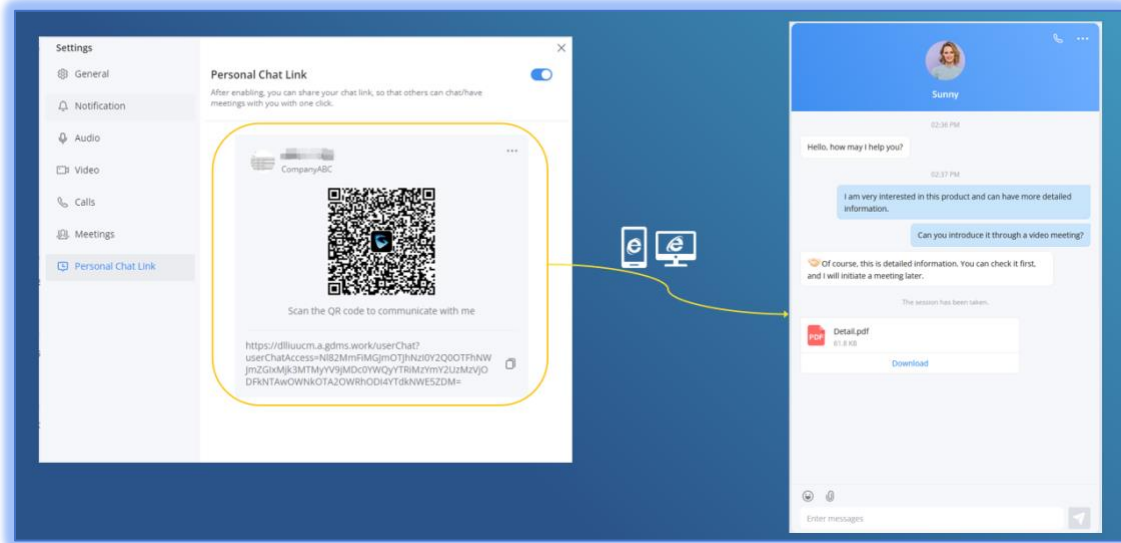 Settings
General
Notification
Audio
Video
Calls
Meetings
Personal Chat Link
Personal Chat Link
After enabling, you can share your chat link, so that others can chat/have
meetings with you with one click.
CompanyABC
Scan the QR code to communicate with me
https://dlliuucm.a.gdms.work/userChat?
Sunny
02:36 PM
Hello, how may I help you?
02:37 PM
I am very interested in this product and can have more detailed
information.
Can you introduce it through a video meeting?
Of course, this is detailed information. You can check it first,
and I will initiate a meeting later.
The session has been taken.
PDF
Detail.pdf
61.8 KB
Download
Enter messages